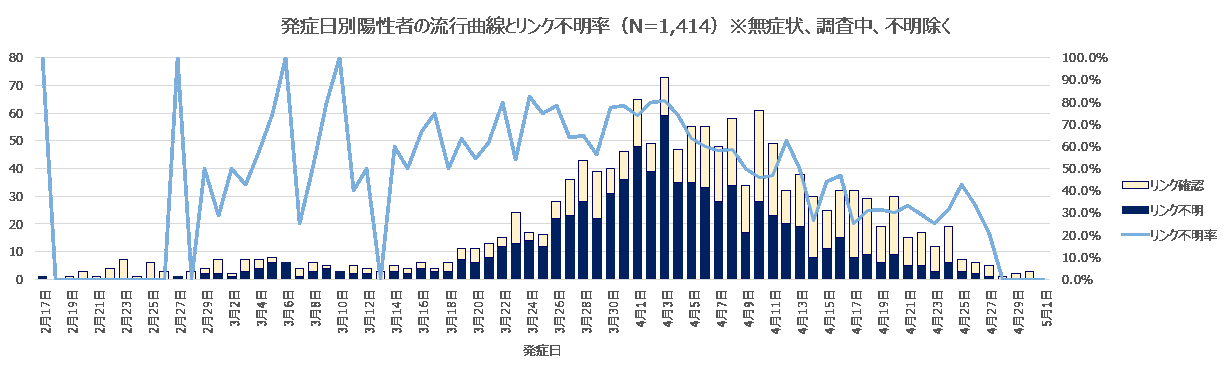 発症日別陽性者の流行曲線とリンク不明率（N=1,414）※無症状、調査中、不明除く
80
70
60
50
40
30
20
10
0
100.0%
90.0%
80.0%
70.0%
60.0%
50.0%
40.0%
30.0%
20.0%
10.0%
0.0%
リンク確認
リンク不明
リンク不明率
2月17日
2月19日
2月21日
2月23日
2月25日
2月27日
2月29日
3月2日
3月4日
3月6日
3月8日
3月10日
3月12日
3月14日
3月16日
3月18日
3月20日
3月22日
3月24日
3月26日
3月28日
3月30日
4月1日
4月3日
4月5日
4月7日
4月9日
4月11日
4月13日
4月15日
4月17日
4月19日
4月21日
4月23日
4月25日
4月27日
4月29日
5月1日
発症日